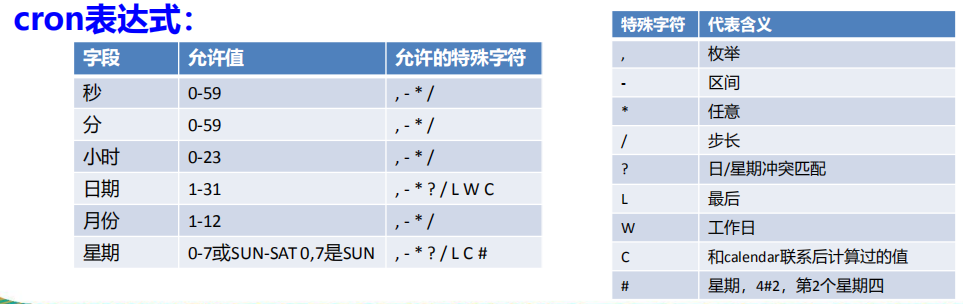 cron表达式：
字段 允许值 允许的特殊字符
秒 0-59 , - * /
分 0-59 , - * /
小时 0-23 , - * /
日期 1-31 , - * ? / L W C
月份 1-12 , - * /
星期 0-7或SUN-SAT 0,7是SUN , - * ? / L C #
特殊字符 代表含义
, 枚举
- 区间
* 任意
/ 步长
? 日/星期冲突匹配
L 最后
W 工作日
C 和calendar联系后计算过的值
# 星期，4#2，第2个星期四